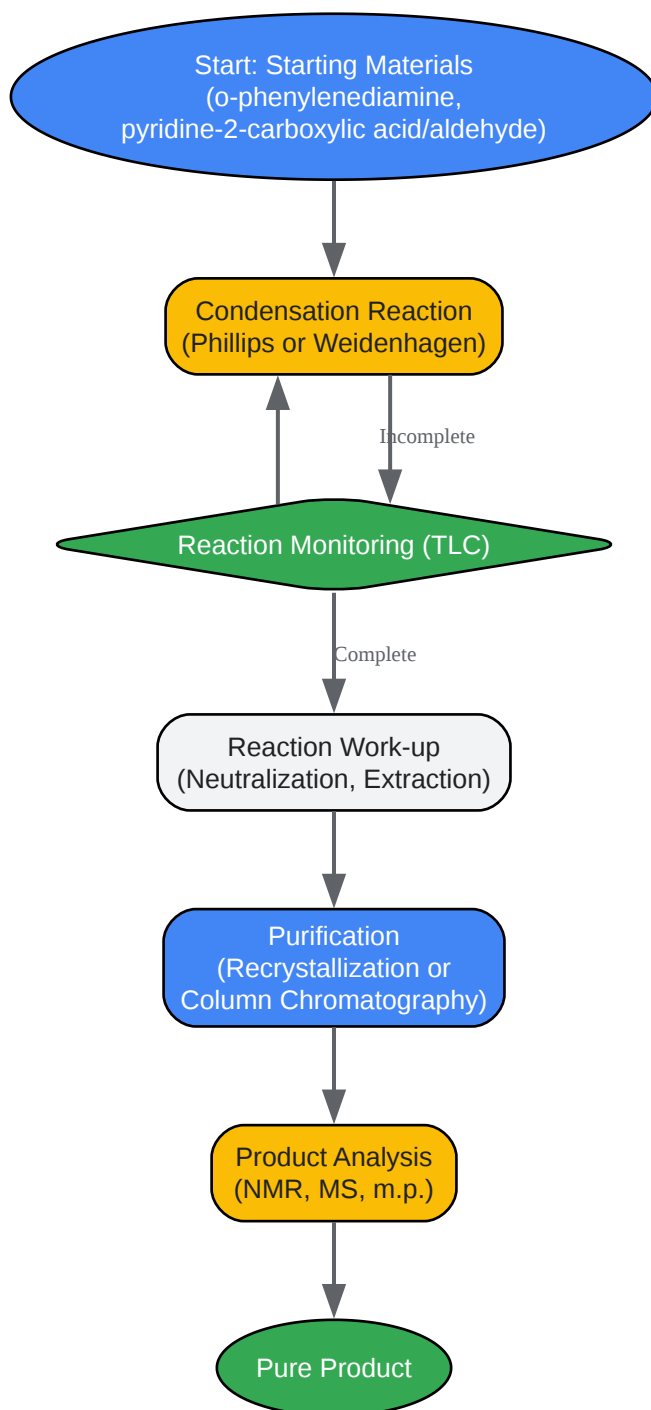 Start: Starting Materials
(o-phenylenediamine,
pyridine-2-carboxylic acid/aldehyde)
Condensation Reaction
(Phillips or Weidenhagen)
Incomplete
Reaction Monitoring (TLC)
Complete
Reaction Work-up
(Neutralization, Extraction)
Purification
(Recrystallization or
Column Chromatography)
Product Analysis
(NMR, MS, m.p.)
Pure Product